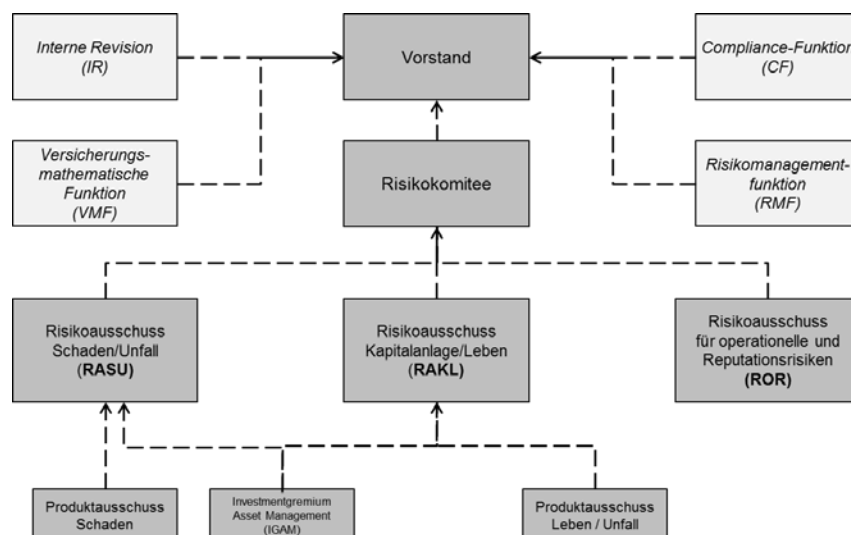 Interne Revision
(IR)
Vorstand
Compliance-Funktion
(CF)
Versicherungs-
mathematische
Funktion
(VMF)
Risikokomitee
Risikomanagement-
funktion
(RMF)
Risikoausschuss
Schaden/Unfall
(RASU)
Risikoausschuss
Kapitalanlage/Leben
(RAKL)
Risikoausschuss
für operationelle und
Reputationsrisiken
(ROR)
Produktausschuss
Schaden
Investmentgremium
Asset Management
(IGAM)
Produktausschuss
Leben / Unfall